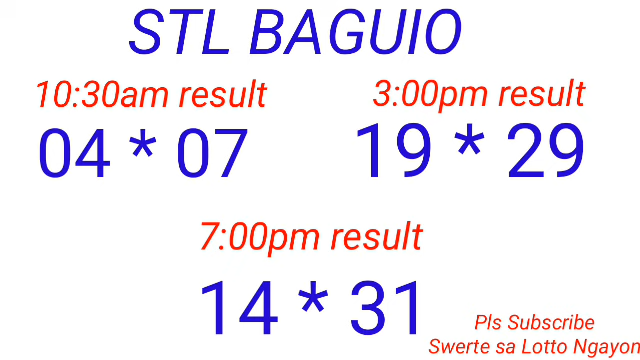 STL BAGUIO
10:30am result
04 * 07
3:00pm result
19 * 29
7:00pm result
14 * 31
Pls Subscribe
Swerte sa Lotto Ngayon